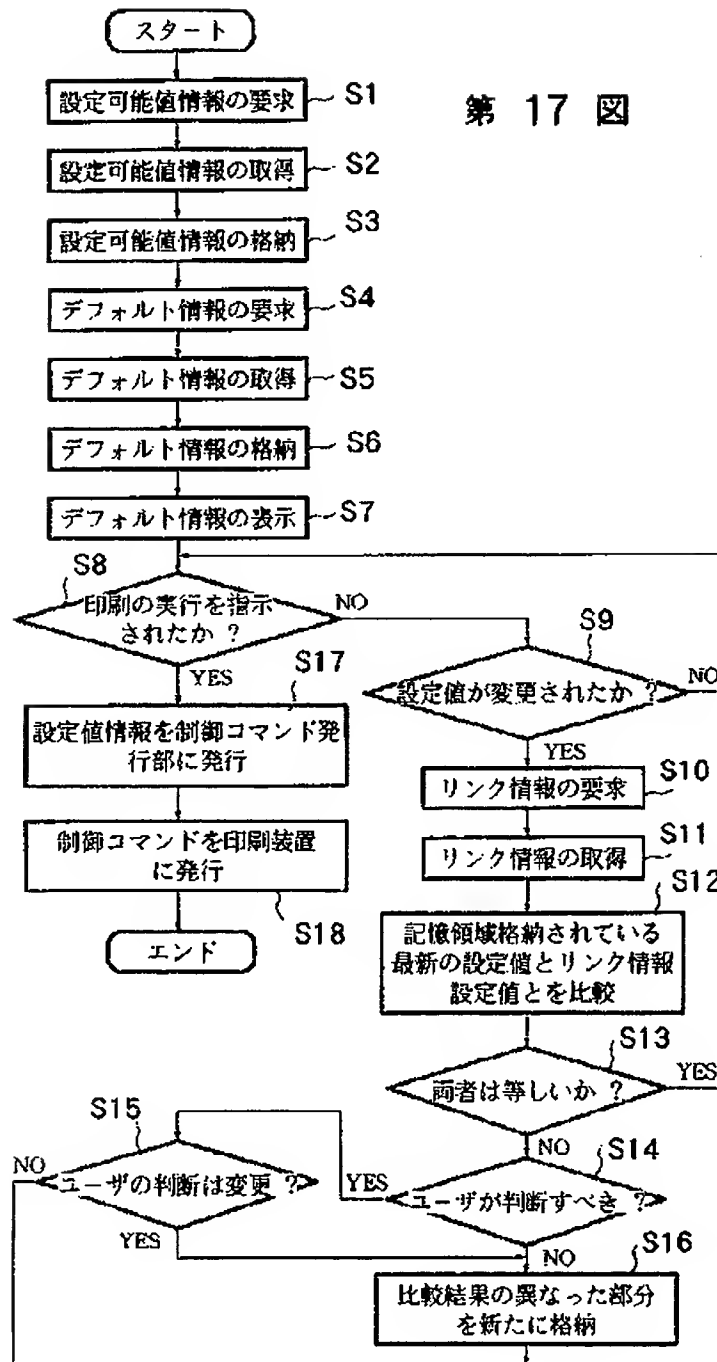 スタート
設定可能値情報の要求
S1
第 17 図
設定可能値情報の取得
S2
設定可能値情報の格納
S3
デフォルト情報の要求
S4
デフォルト情報の取得
S5
デフォルト情報の格納
S6
デフォルト情報の表示
S7
S8
印刷の実行を指示
されたか ?
NO
YES
S9
設定値が変更されたか ?
NO
YES
S17
設定値情報を制御コマンド発
行部に発行
リンク情報の要求
S10
リンク情報の取得
S11
制御コマンドを印刷装置
に発行
S18
エンド
S12
記憶領域格納されている
最新の設定値とリンク情報
設定値とを比較
S13
両者は等しいか ?
YES
NO
S14
ユーザが判断すべき ?
YES
NO
S15
ユーザの判断は変更 ?
NO
YES
S16
比較結果の異なった部分
を新たに格納